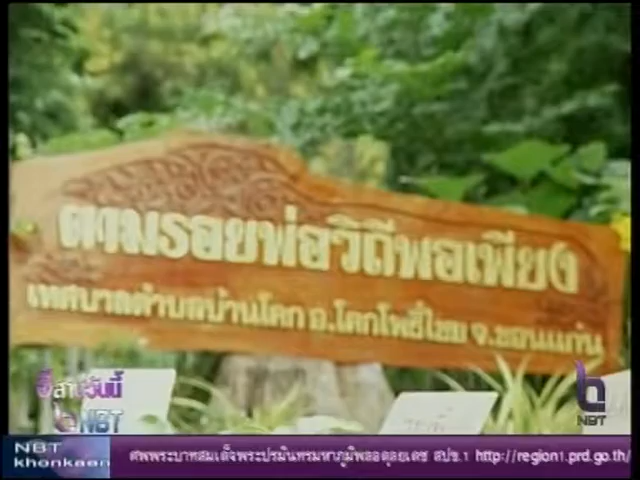 ตามรอยพ่อวิถีพอเพียง
เทศบาลตำบลบ้านโคก อ.โคกโพธิ์ไชย จ.ขอนแก่น
อีสานวันนี้
NBT
NBT
NBT
khonkaen
ศพพระบาทสมเด็จพระปรมินทรมหาภูมิพลอดุลยเดช สปข.1 http://region1.prd.go.th/